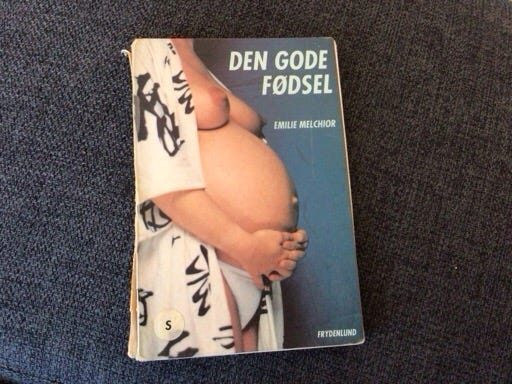 DEN GODE
FØDSEL
EMILIE MELCHIOR
S
FRYDENLUND